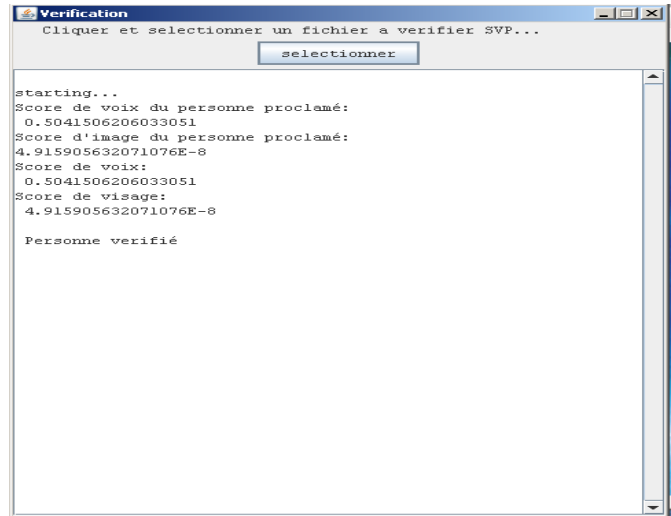 Verification
Cliquer et selectionner un fichier a verifier SVP...
selectionner
starting...
Score de voix du personne proclamé:
0.5041506206033051
Score d'image du personne proclamé:
4.915905632071076E-8
Score de voix:
0.5041506206033051
Score de visage:
4.915905632071076E-8
Personne verifié